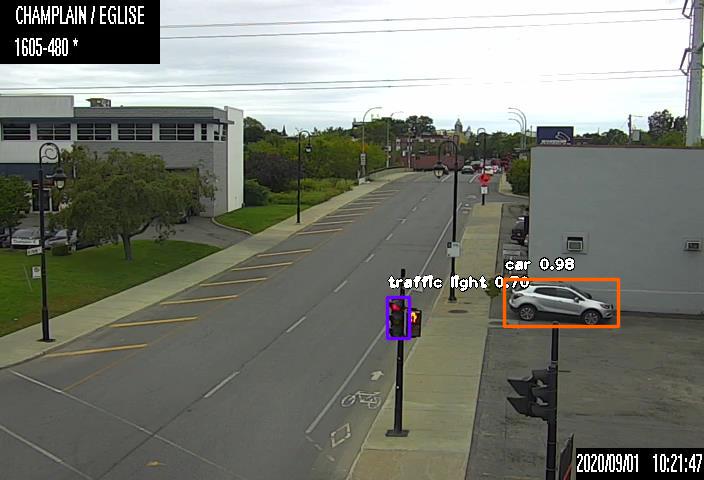 CHAMPLAIN / EGLISE
1605-480 *
car 0.98
traffic light 0.70
2020/09/01 10:21:47